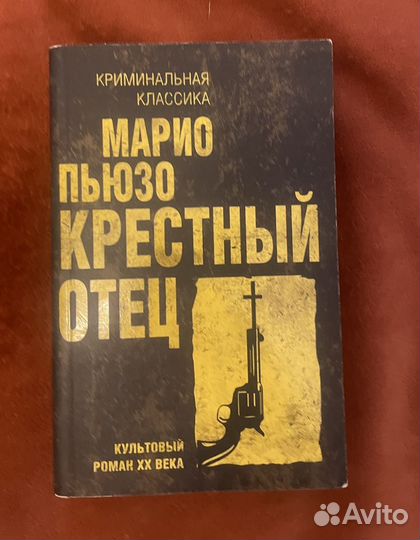 КРИМИНАЛЬНАЯ
КЛАССИКА
МАРИО
ПЬЮЗО
КРЕСТНЫЙ
ОТЕЦ
КУЛЬТОВЫЙ
РОМАН XX ВЕКА
Avito